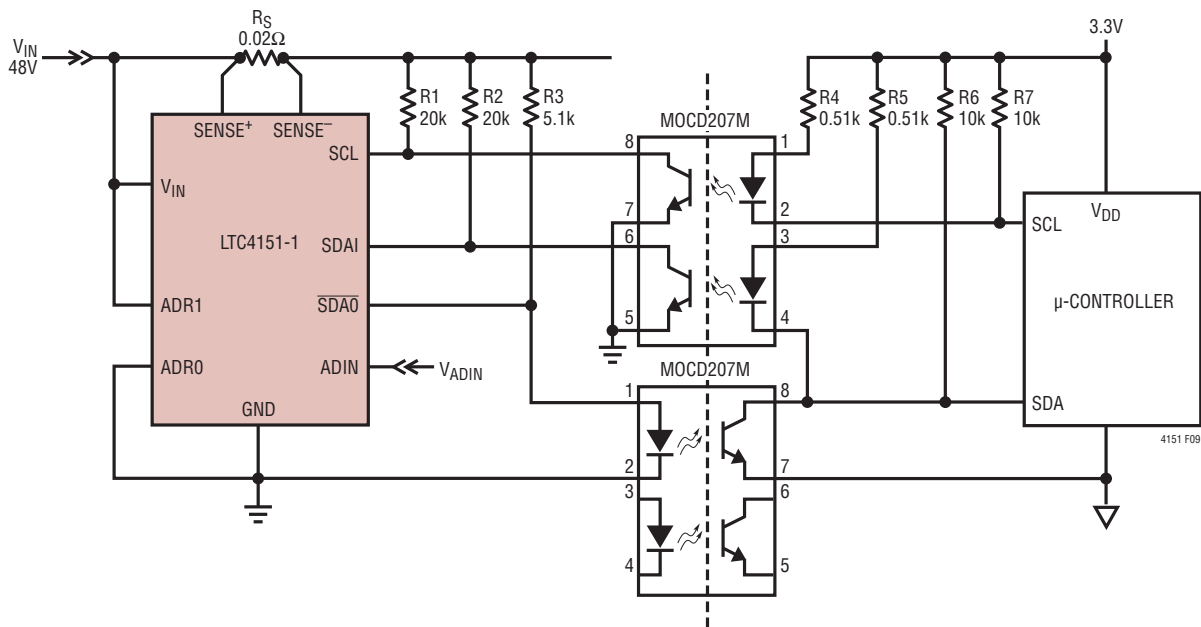 RS
0.02Ω
VIN
48V
3.3V
R1
20k
R2
20k
R3
5.1k
R4
0.51k
R5
0.51k
R6
10k
R7
10k
MOCD207M
SENSE+
SENSE–
SCL
VIN
LTC4151-1
SDAI
SDA0
ADR1
ADR0
ADIN
VADIN
GND
8
7
6
5
1
2
3
4
VDD
SCL
µ-CONTROLLER
SDA
MOCD207M
1
2
3
4
8
7
6
5
4151 F09